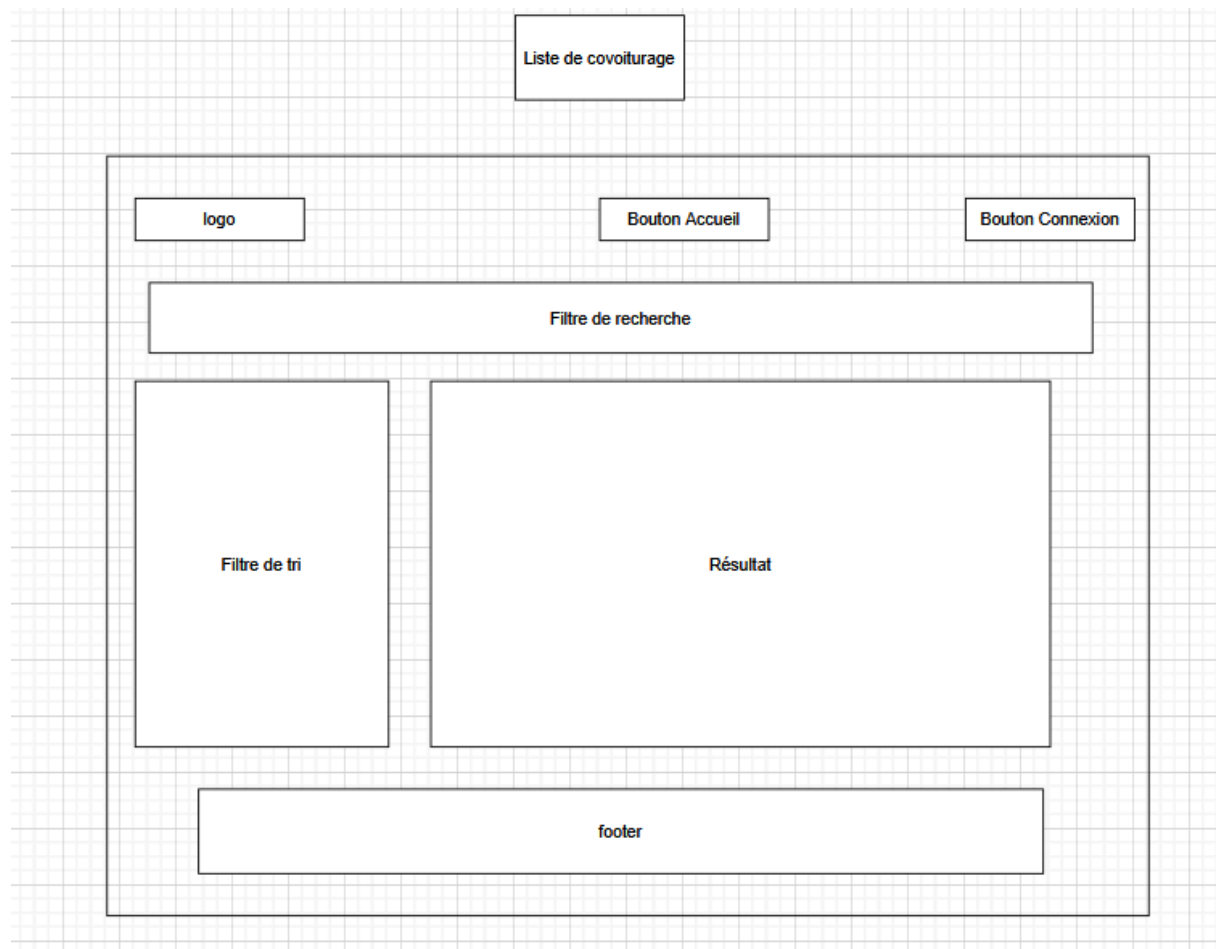 Liste de covoiturage
logo
Bouton Accueil
Bouton Connexion
Filtre de recherche
Filtre de tri
Résultat
footer